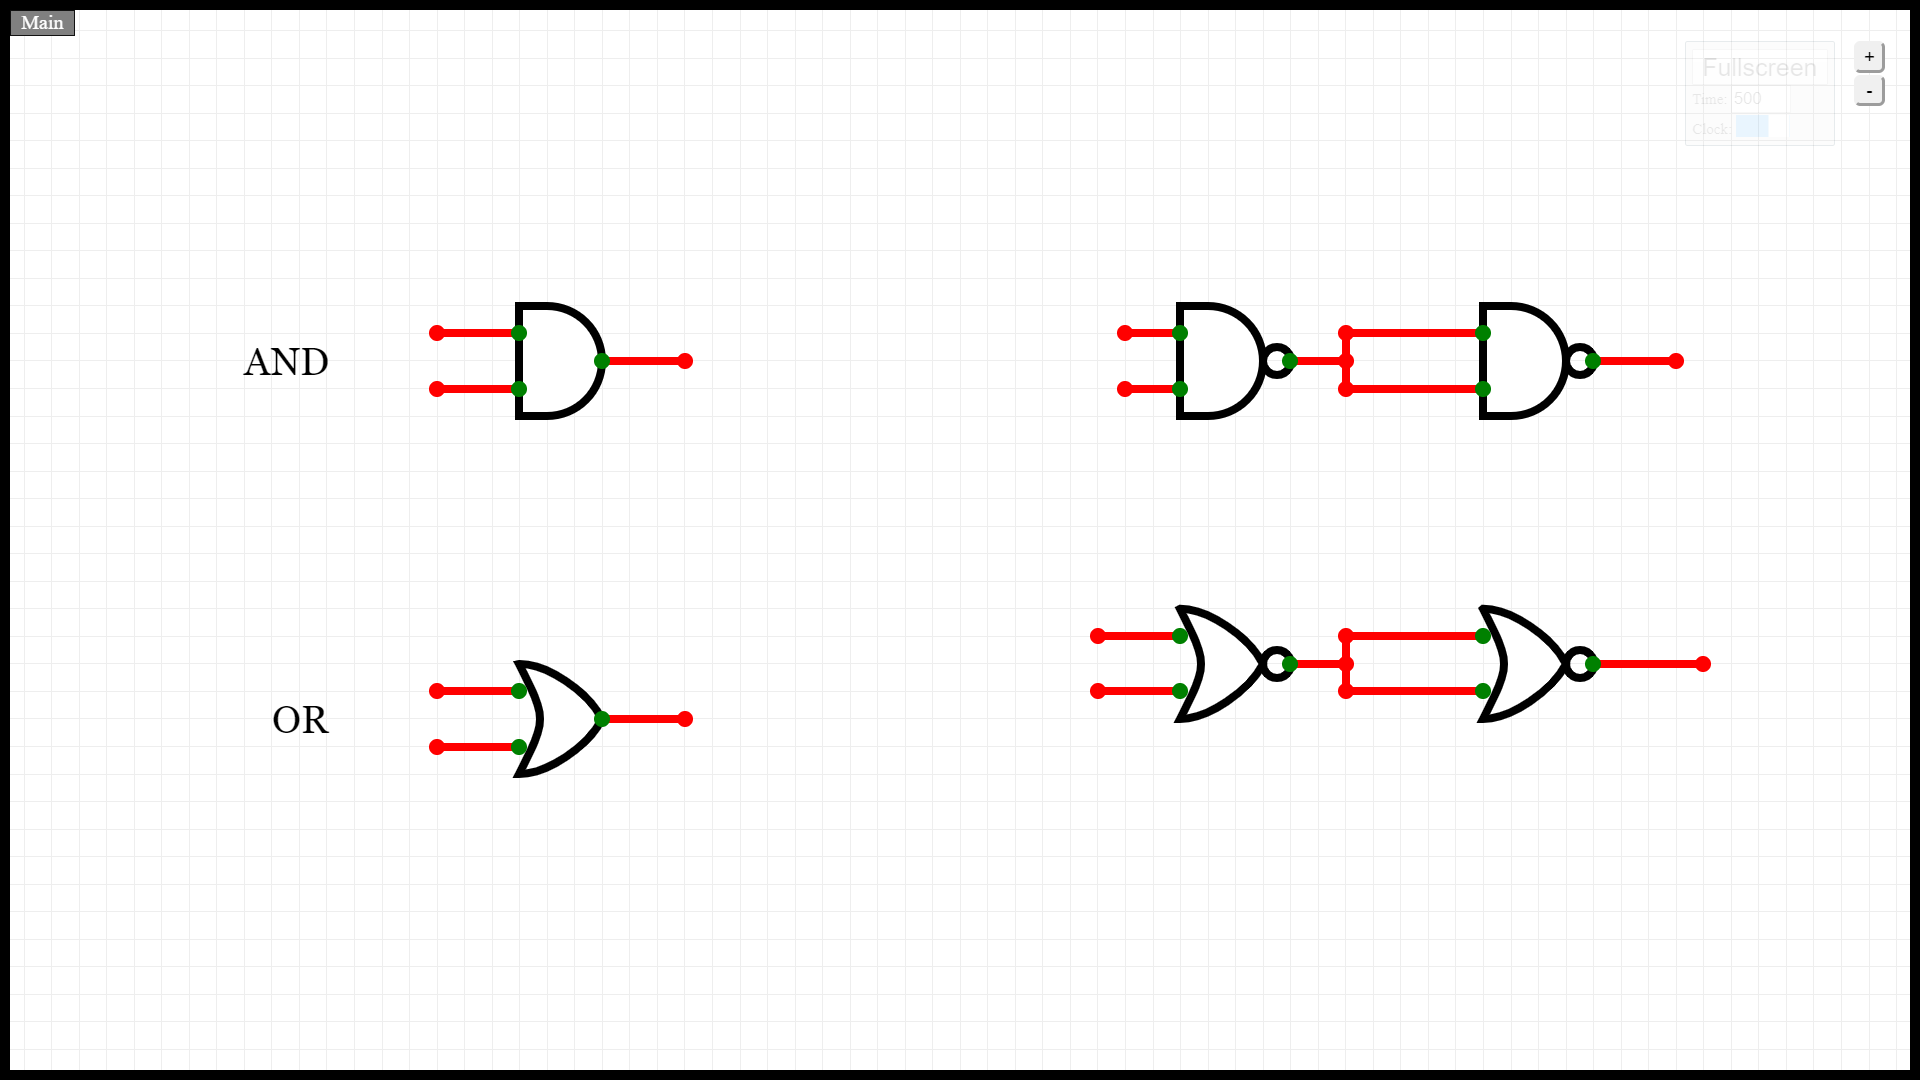 Main
Fullscreen
+
Time: 500
-
Clock:
AND
OR